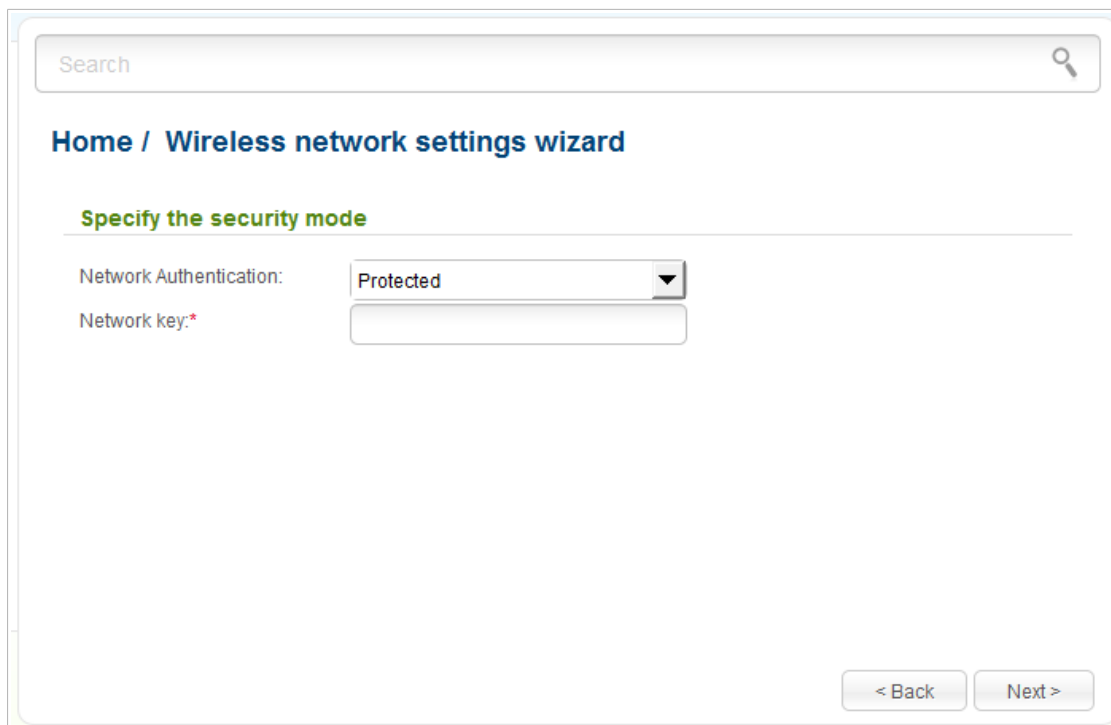 Search
Home / Wireless network settings wizard
Specify the security mode
Network Authentication: Protected
Network key:*
< Back Next >